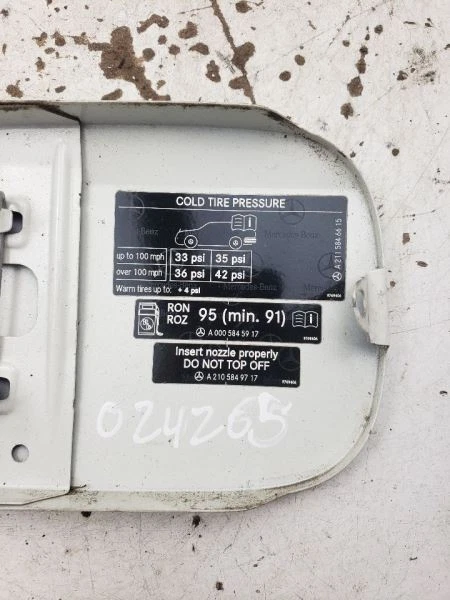 COLD TIRE PRESSURE
up to 100 mph 33 psi 35 psi
over 100 mph 36 psi 42 psi
Warm tires up to: + 4 psi
Mercedes-Benz
A 211 584 66 15
RON
ROZ 95 (min. 91)
A 000 584 59 17
Insert nozzle properly
DO NOT TOP OFF
A 210 584 97 17
024265